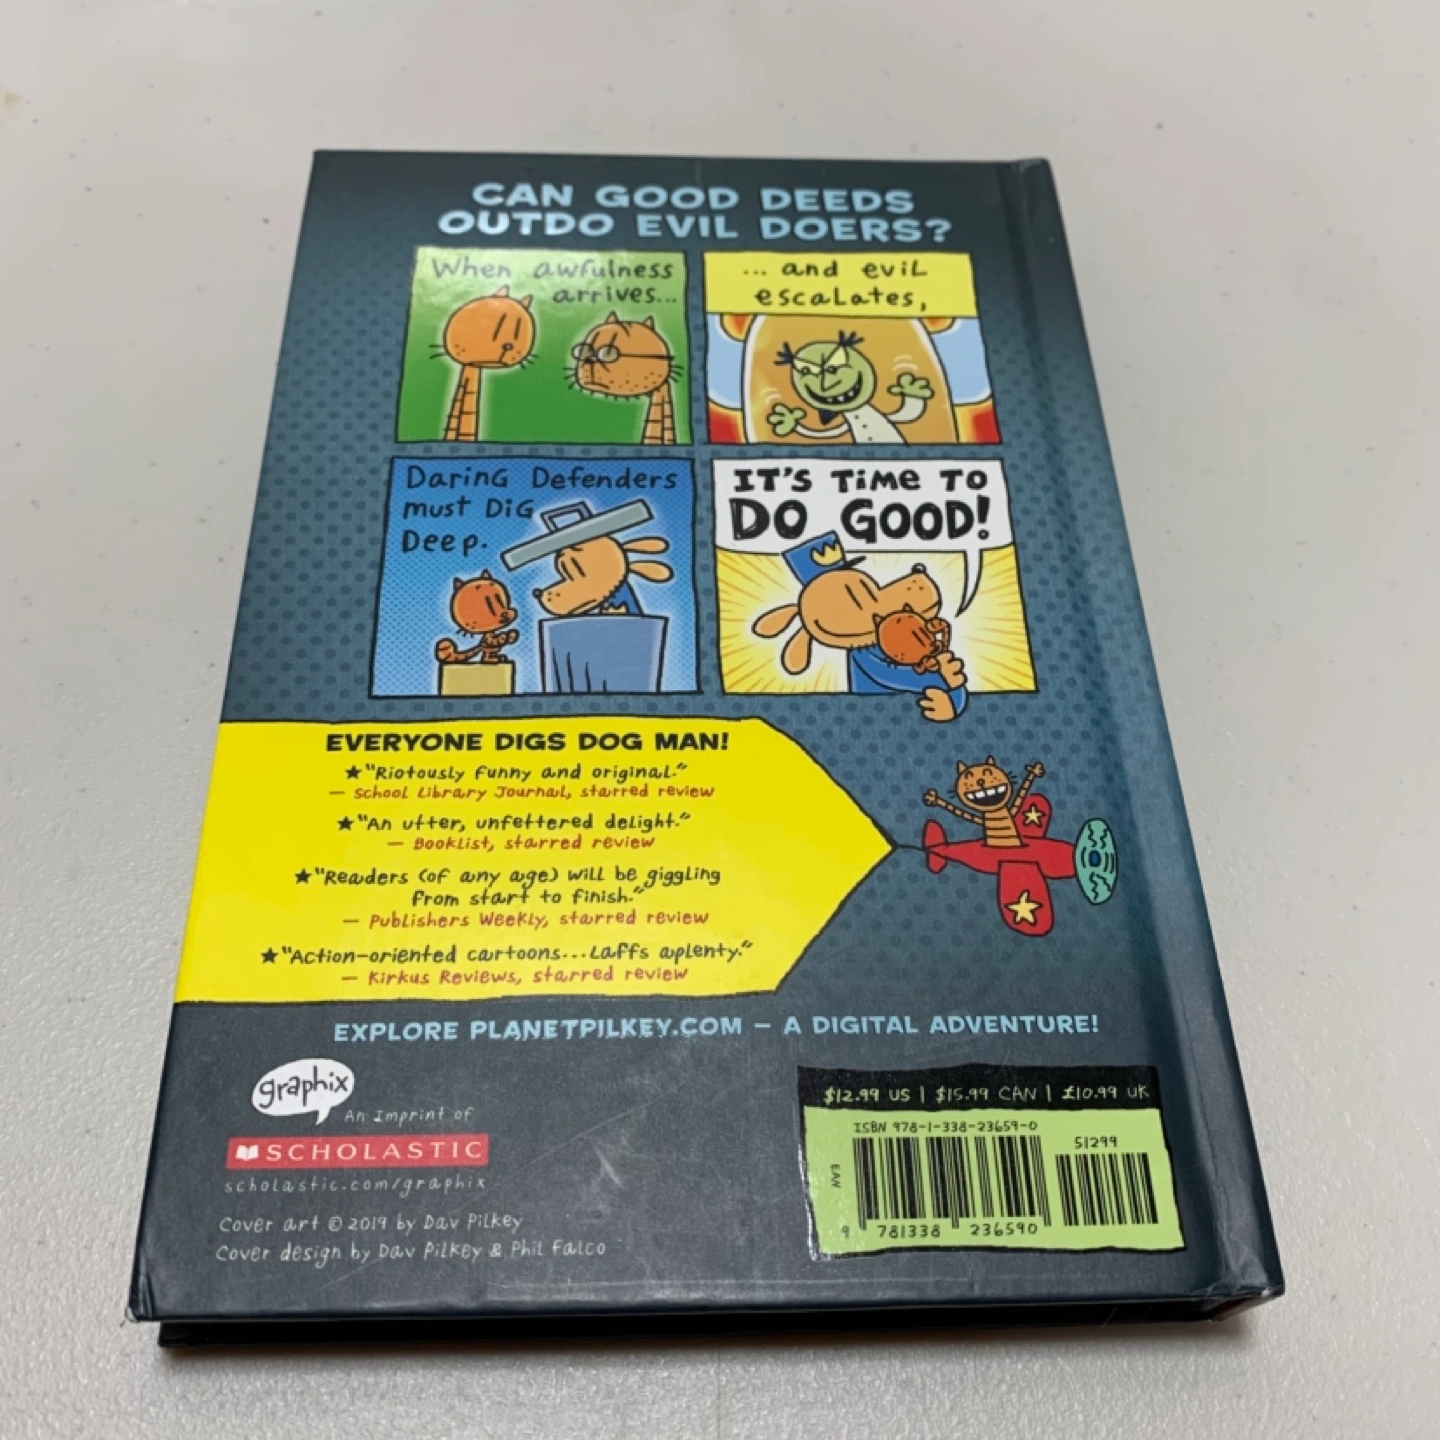 CAN GOOD DEEDS
OUTDO EVIL DOERS?
When awfulness
arrives...
... and evil
escalates,
Daring Defenders
must Dig
Deep.
IT'S TIME TO
DO GOOD!
EVERYONE DIGS DOG MAN!
★"Riotously funny and original."
— School Library Journal, starred review
★"An utter, unfettered delight."
— Booklist, starred review
★"Readers (of any age) will be giggling
from start to finish."
— Publishers Weekly, starred review
★"Action-oriented cartoons...Laffs aplenty."
— Kirkus Reviews, starred review
EXPLORE PLANETPILKEY.COM — A DIGITAL ADVENTURE!
graphix
An Imprint of
SCHOLASTIC
scholastic.com/graphix
Cover art © 2019 by Dav Pilkey
Cover design by Dav Pilkey & Phil Falco
$12.99 US | $15.99 CAN | £10.99 UK
ISBN 978-1-338-23659-0
51299
EAN
9 781338 236590